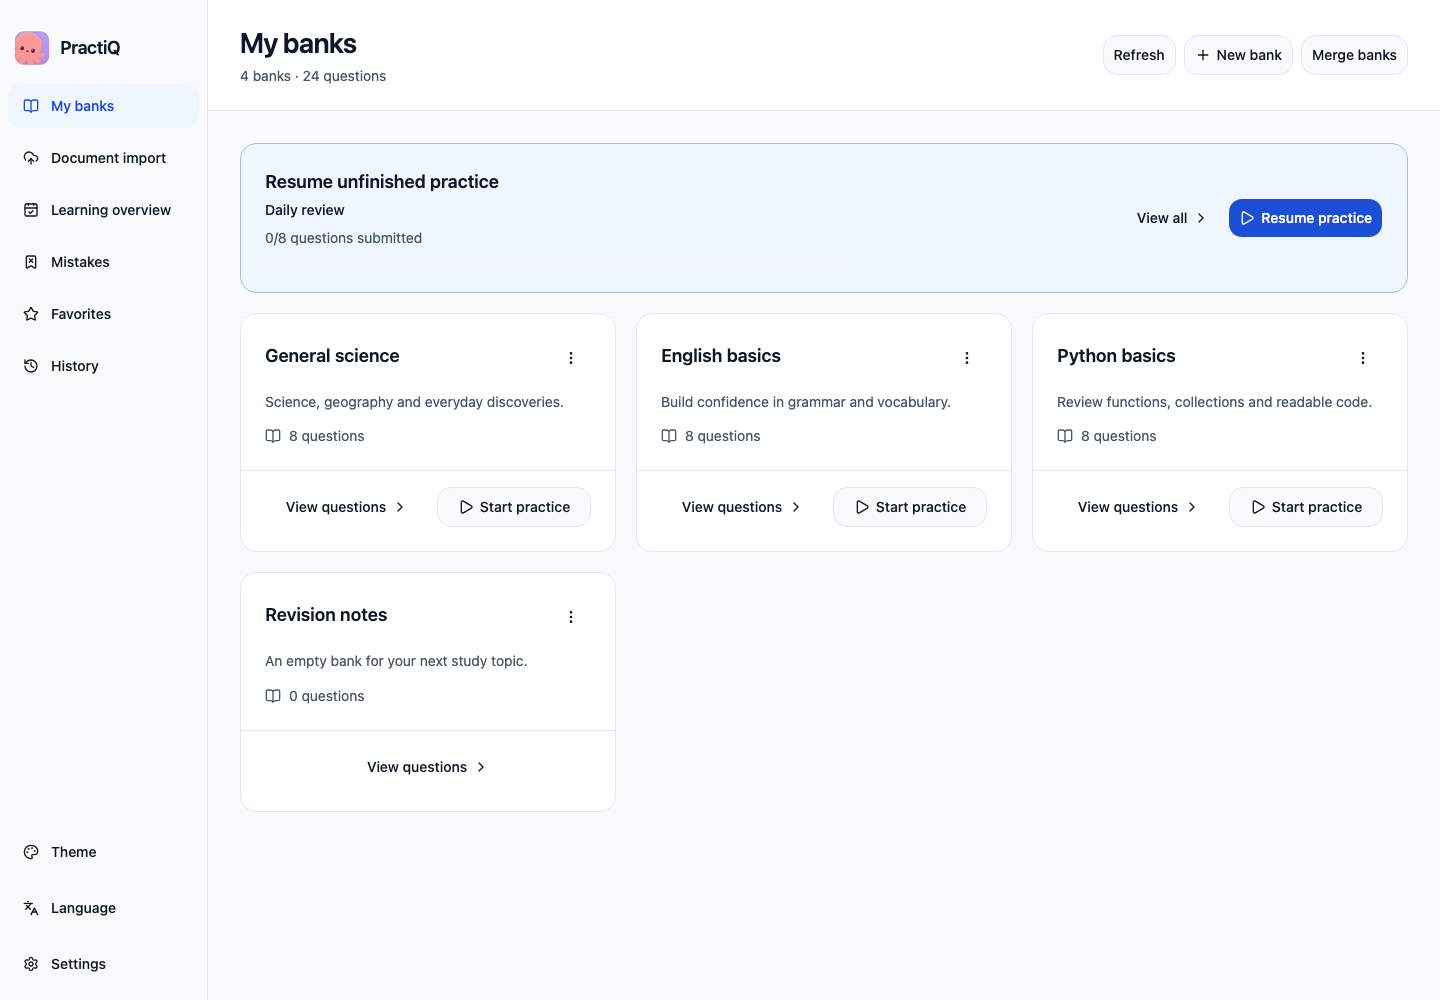 PractiQ
My banks
Document import
Learning overview
Mistakes
Favorites
History
Theme
Language
Settings
My banks
4 banks · 24 questions
Refresh
New bank
Merge banks
Resume unfinished practice
Daily review
0/8 questions submitted
View all
Resume practice
General science
Science, geography and everyday discoveries.
8 questions
View questions
Start practice
English basics
Build confidence in grammar and vocabulary.
8 questions
View questions
Start practice
Python basics
Review functions, collections and readable code.
8 questions
View questions
Start practice
Revision notes
An empty bank for your next study topic.
0 questions
View questions